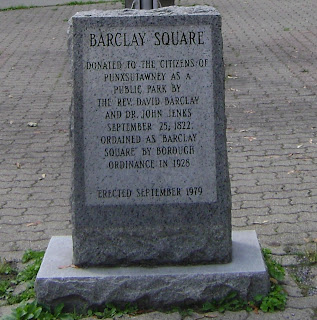 BARCLAY SQUARE
DONATED TO THE CITIZENS OF
PUNXSUTAWNEY AS A
PUBLIC PARK BY
THE REV. DAVID BARCLAY
AND DR. JOHN JENKS
SEPTEMBER 25, 1822;
ORDAINED AS "BARCLAY
SQUARE" BY BOROUGH
ORDINANCE IN 1928
ERECTED SEPTEMBER 1979